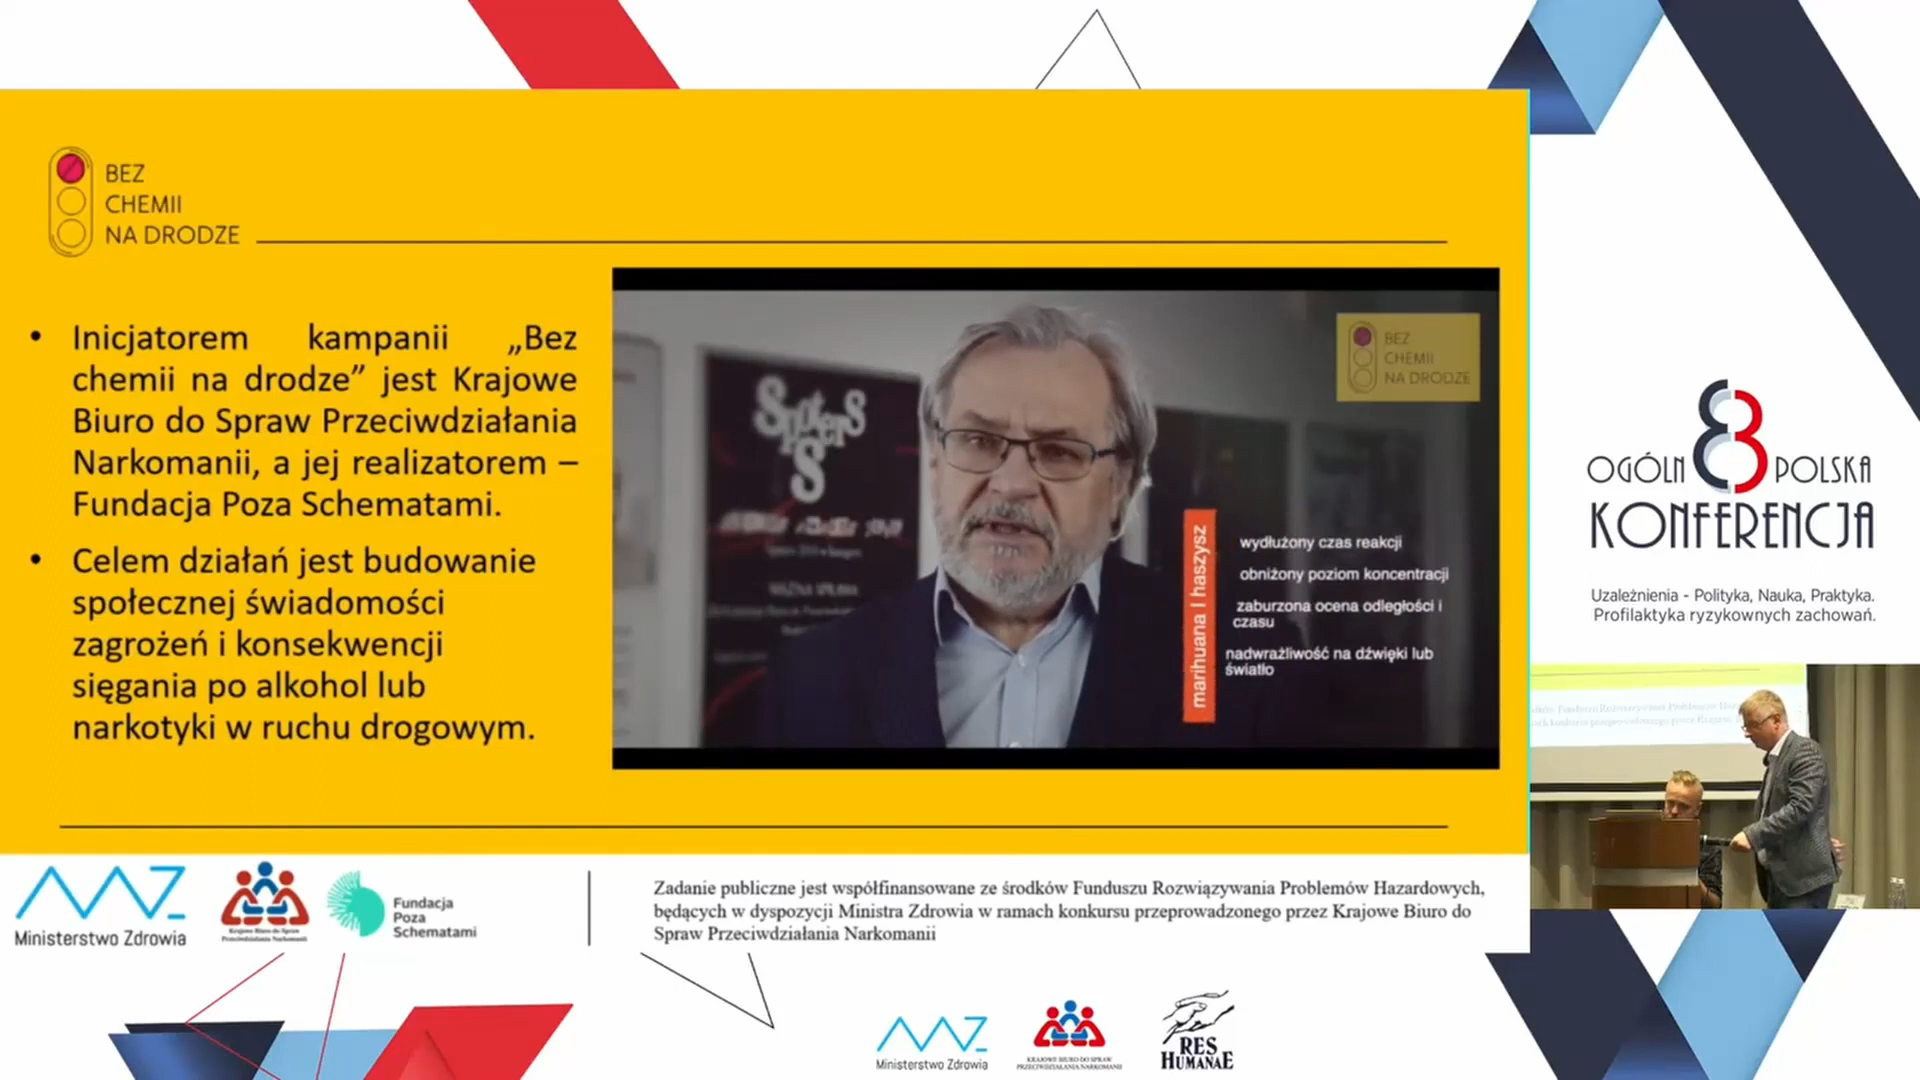 BEZ
CHEMII
NA DRODZE
• Inicjatorem kampanii „Bez
chemii na drodze” jest Krajowe
Biuro do Spraw Przeciwdziałania
Narkomanii, a jej realizatorem –
Fundacja Poza Schematami.
• Celem działań jest budowanie
społecznej świadomości
zagrożeń i konsekwencji
sięgania po alkohol lub
narkotyki w ruchu drogowym.
SpoterS
S
BEZ
CHEMII
NA DRODZE
marihuana I haszysz
wydłużony czas reakcji
obniżony poziom koncentracji
zaburzona ocena odległości i
czasu
nadwrażliwość na dźwięki lub
światło
Ministerstwo Zdrowia
Krajowe Biuro do Spraw
Przeciwdziałania Narkomanii
Fundacja
Poza
Schematami
Zadanie publiczne jest współfinansowane ze środków Funduszu Rozwiązywania Problemów Hazardowych,
będących w dyspozycji Ministra Zdrowia w ramach konkursu przeprowadzonego przez Krajowe Biuro do
Spraw Przeciwdziałania Narkomanii
OGÓLN 8 POLSKA
KONFERENCJA
Uzależnienia - Polityka, Nauka, Praktyka.
Profilaktyka ryzykownych zachowań.
Ministerstwo Zdrowia
KRAJOWE BIURO DO SPRAW
PRZECIWDZIAŁANIA NARKOMANII
RES
HUMANAE